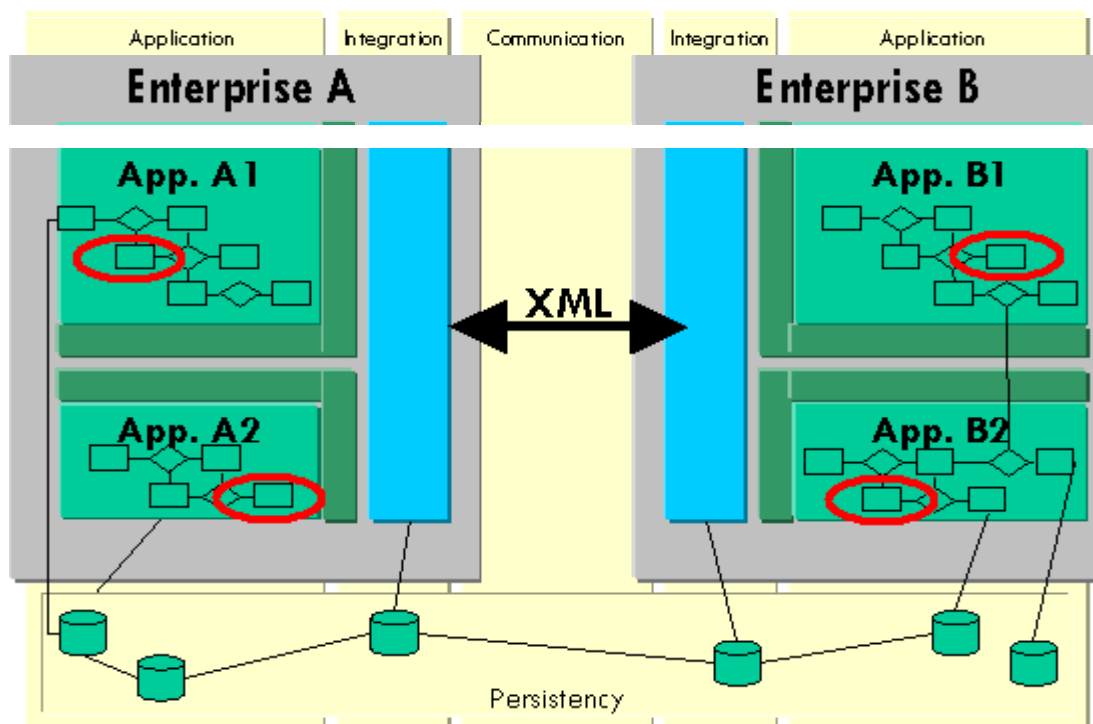 Application
Integration
Communication
Integration
Application
Enterprise A
Enterprise B
App. A1
App. B1
XML
App. A2
App. B2
Persistency